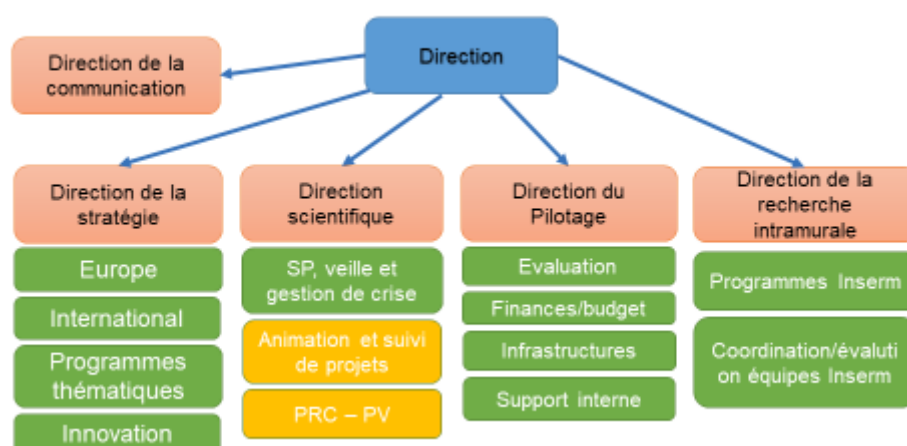 Direction
Direction de la
communication
Direction de la
stratégie
Europe
International
Programmes
thématiques
Innovation
Direction
scientifique
SP, veille et
gestion de crise
Animation et suivi
de projets
PRC – PV
Direction du
Pilotage
Evaluation
Finances/budget
Infrastructures
Support interne
Direction de la
recherche
intramurale
Programmes Inserm
Coordination/évaluti
on équipes Inserm